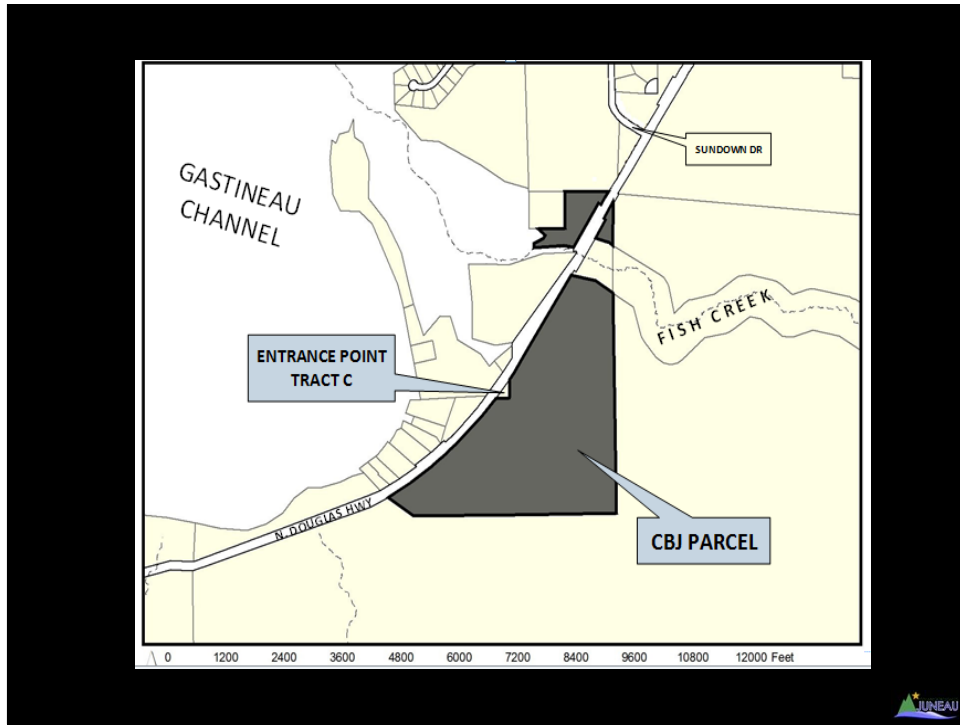 SUNDOWN DR
GASTINEAU
CHANNEL
FISH CREEK
ENTRANCE POINT
TRACT C
N. DOUGLAS HWY
CBJ PARCEL
0 1200 2400 3600 4800 6000 7200 8400 9600 10800 12000 Feet
JUNEAU